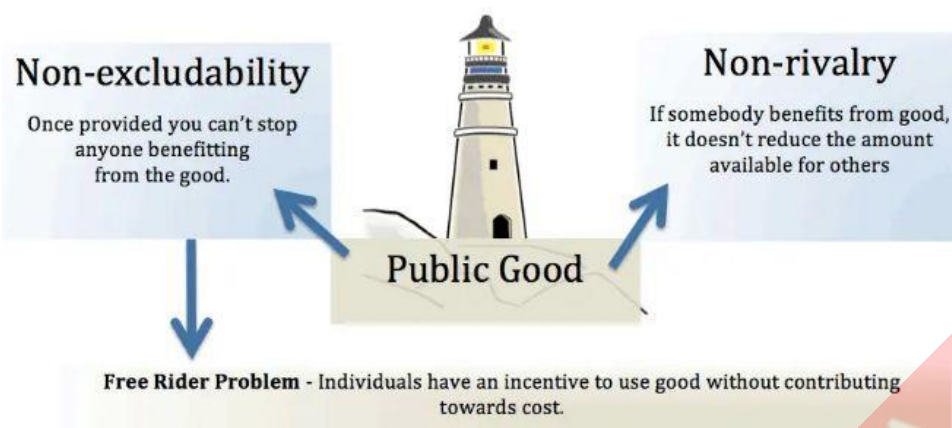 Non-excludability
Once provided you can't stop
anyone benefitting
from the good.
Non-rivalry
If somebody benefits from good,
it doesn't reduce the amount
available for others
Public Good
Free Rider Problem - Individuals have an incentive to use good without contributing
towards cost.